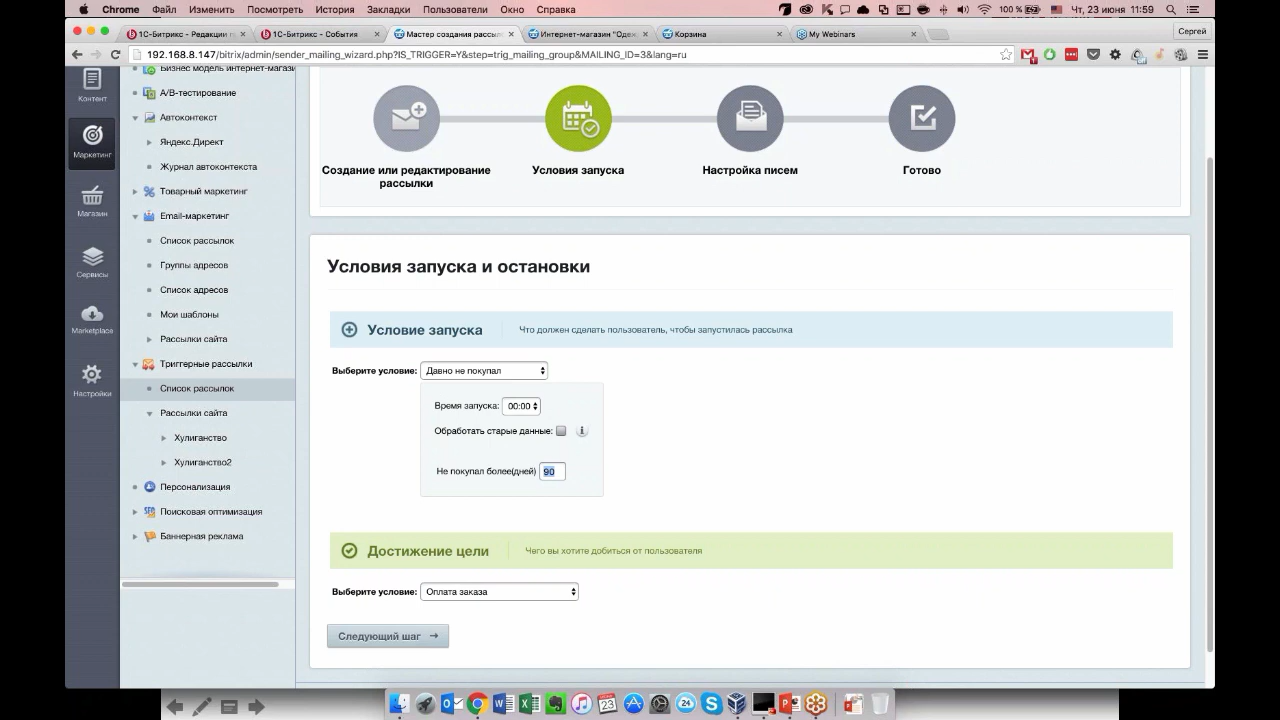 Chrome Файл Изменить Посмотреть История Закладки Пользователи Окно Справка 100 % Чт, 23 июня 11:59
1С-Битрикс - Редакции 1С-Битрикс - События Мастер создания рассыл Интернет-магазин "Одеж Корзина My Webinars Сергей
192.168.8.147/bitrix/admin/sender_mailing_wizard.php?IS_TRIGGER=Y&step=trig_mailing_group&MAILING_ID=3&lang=ru
Контент
Маркетинг
Магазин
Сервисы
Marketplace
Настройки
Бизнес модель интернет-магази
A/B-тестирование
Автоконтекст
Яндекс.Директ
Журнал автоконтекста
Товарный маркетинг
Email-маркетинг
Список рассылок
Группы адресов
Список адресов
Мои шаблоны
Рассылки сайта
Триггерные рассылки
Список рассылок
Рассылки сайта
Хулиганство
Хулиганство2
Персонализация
Поисковая оптимизация
Баннерная реклама
Создание или редактирование
рассылки
Условия запуска
Настройка писем
Готово
Условия запуска и остановки
Условие запуска Что должен сделать пользователь, чтобы запустилась рассылка
Выберите условие: Давно не покупал
Время запуска: 00:00
Обработать старые данные:
Не покупал более(дней) 90
Достижение цели Чего вы хотите добиться от пользователя
Выберите условие: Оплата заказа
Следующий шаг →